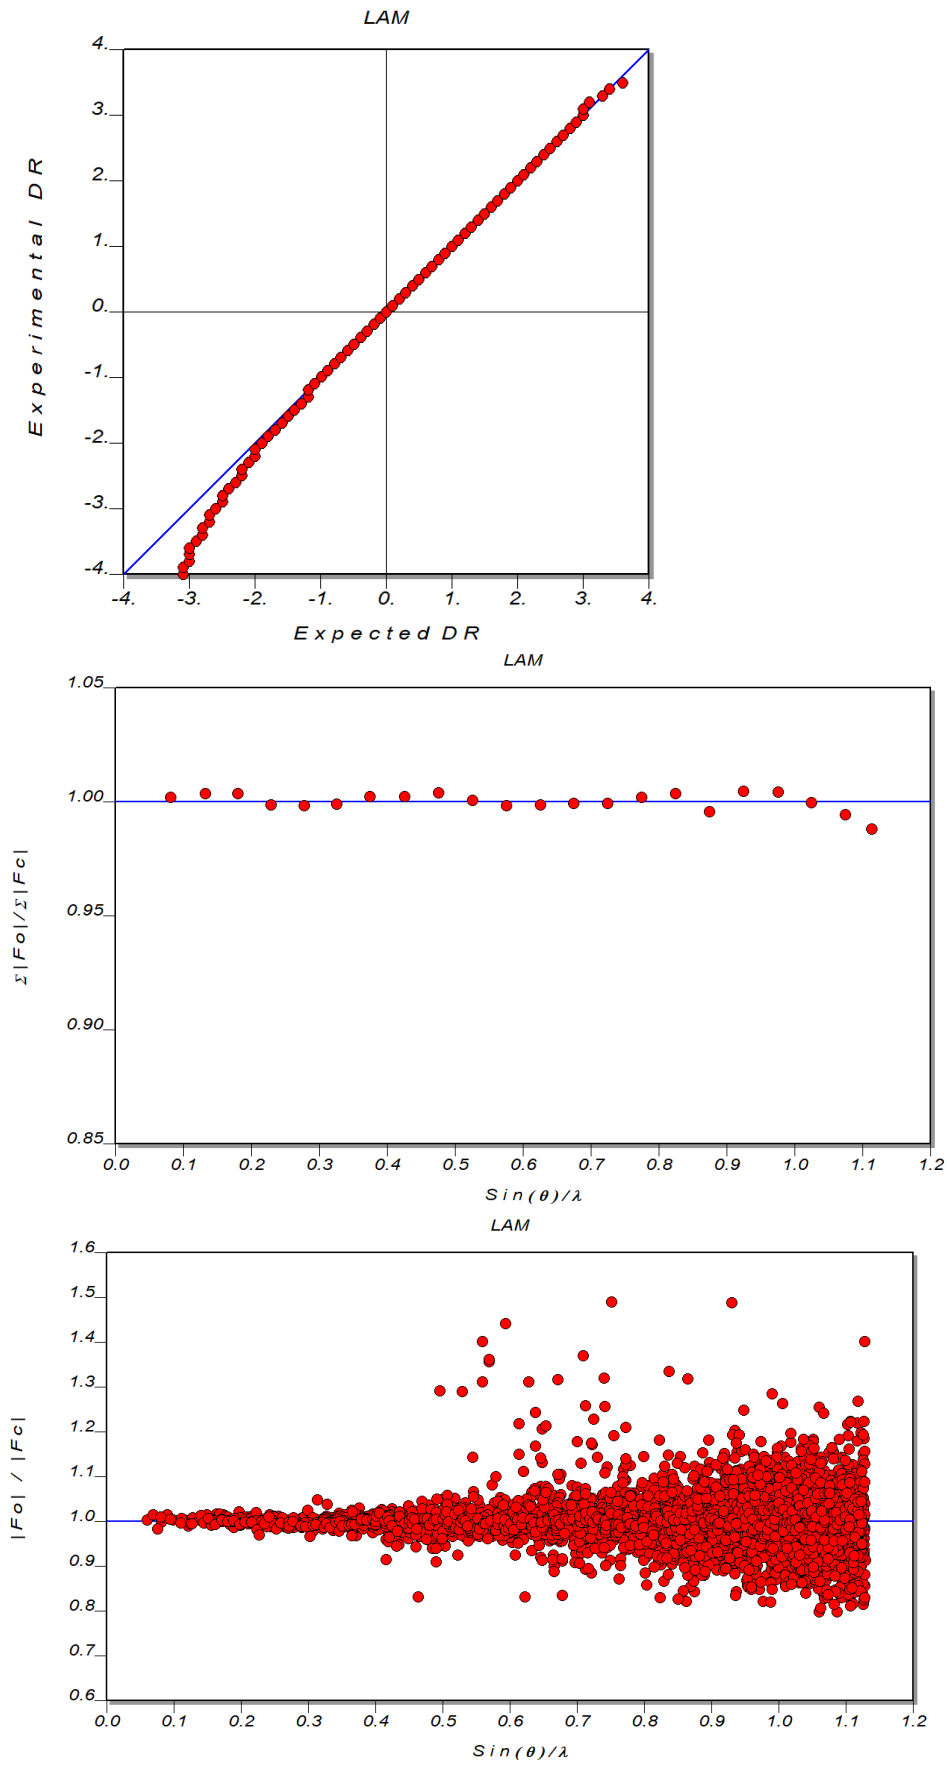 LAM
4.
3.
2.
1.
0.
-1.
-2.
-3.
-4.
Experimental DR
-4. -3. -2. -1. 0. 1. 2. 3. 4.
Expected DR
LAM
1.05
1.00
0.95
0.90
0.85
Σ|Fo|/Σ|Fc|
0.0 0.1 0.2 0.3 0.4 0.5 0.6 0.7 0.8 0.9 1.0 1.1 1.2
Sin(θ)/λ
LAM
1.6
1.5
1.4
1.3
1.2
1.1
1.0
0.9
0.8
0.7
0.6
|Fo| / |Fc|
0.0 0.1 0.2 0.3 0.4 0.5 0.6 0.7 0.8 0.9 1.0 1.1 1.2
Sin(θ)/λ